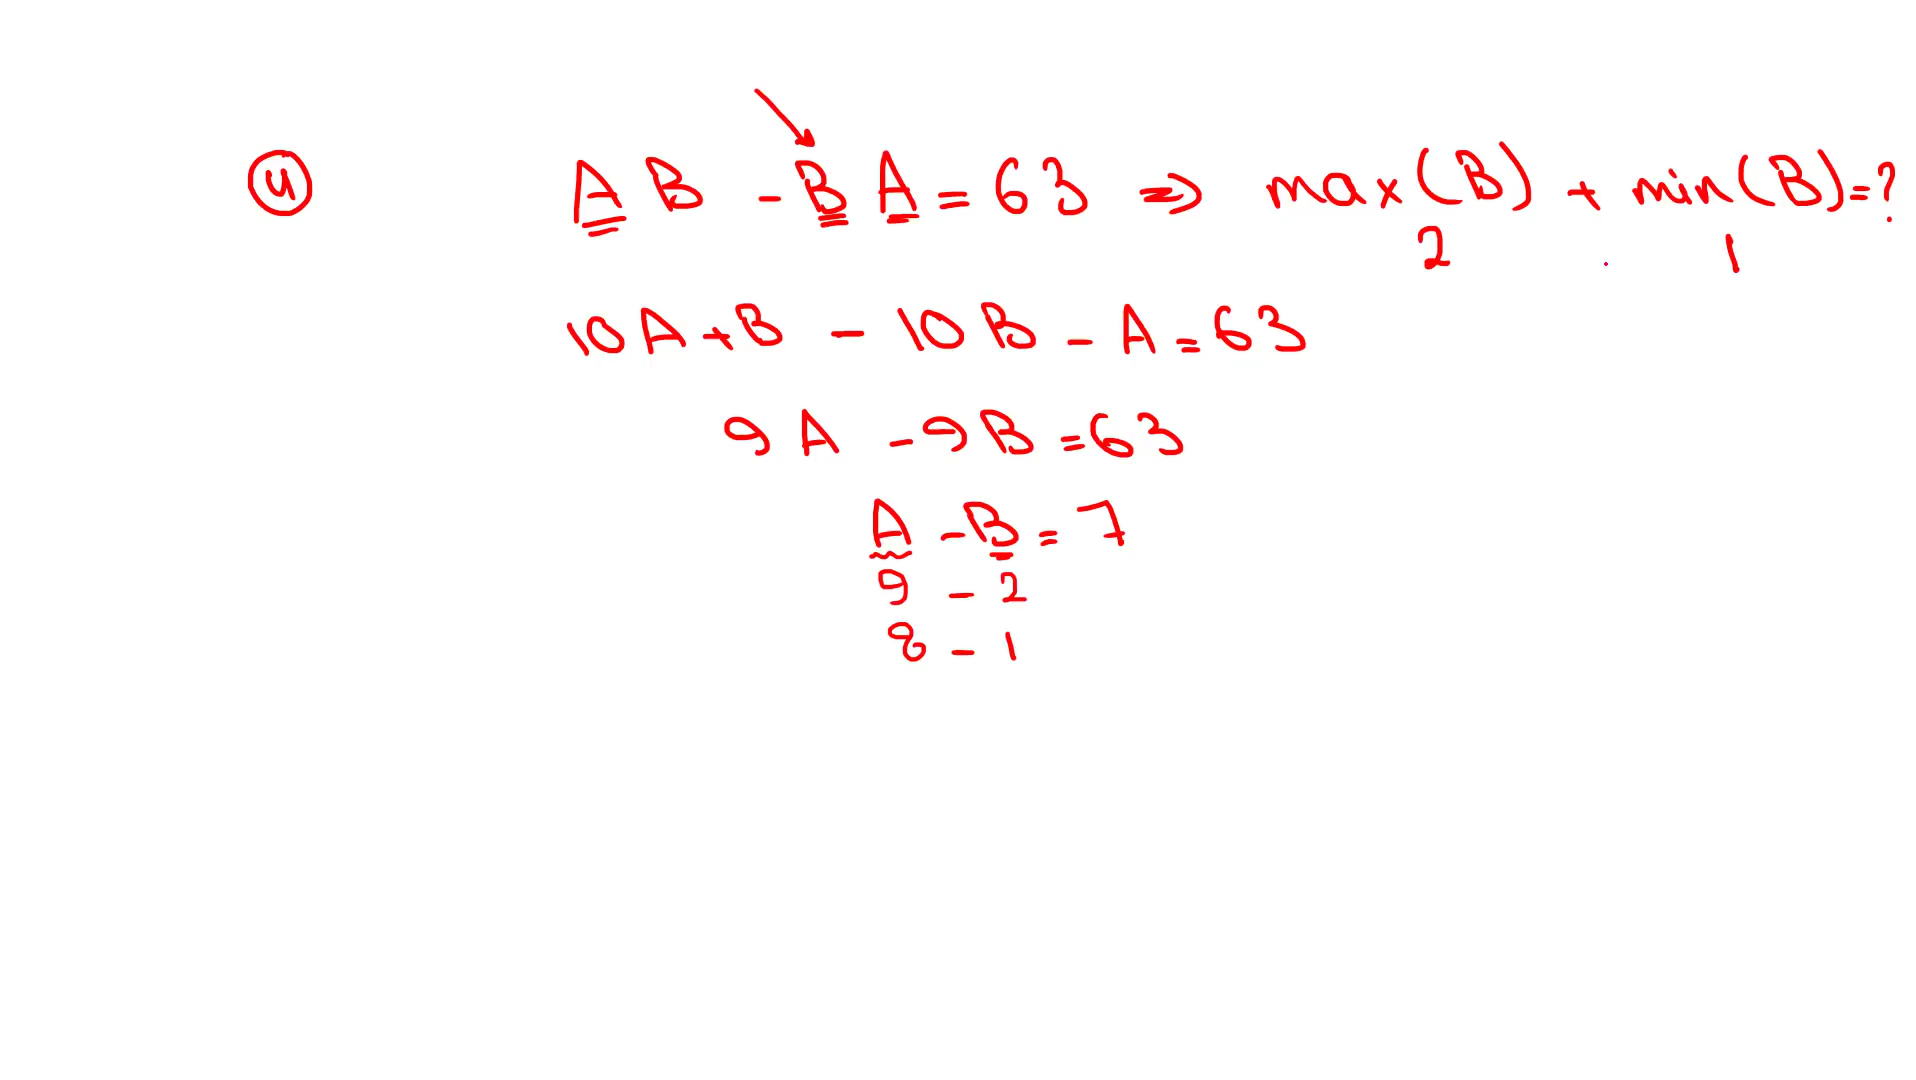 ④ AB - BA = 63 ⇒ max(B) + min(B) = ?
2 1
10A + B - 10B - A = 63
9A - 9B = 63
A - B = 7
9 - 2
8 - 1